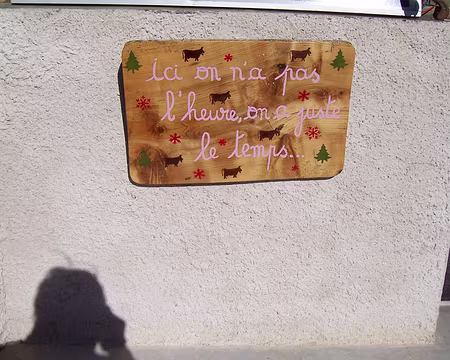 Ici on n'a pas
l'heure, on a juste
le temps...